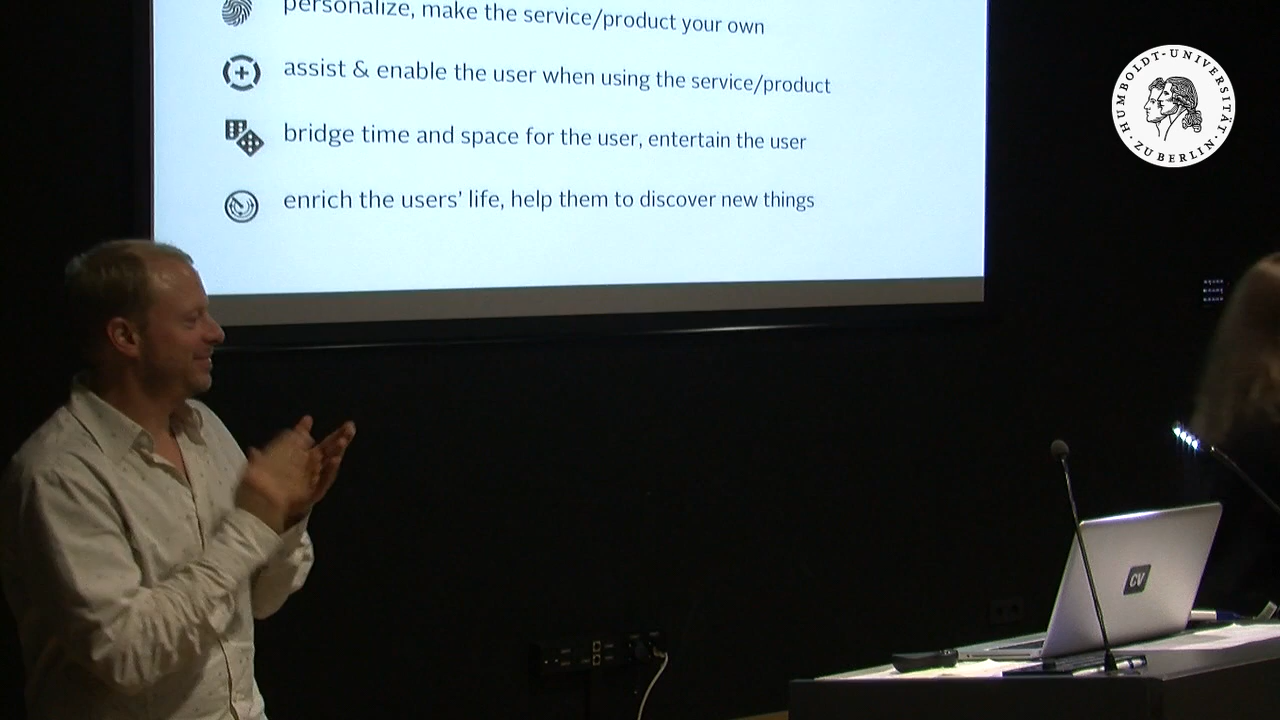 personalize, make the service/product your own
assist & enable the user when using the service/product
bridge time and space for the user, entertain the user
enrich the users' life, help them to discover new things
HUMBOLDT-UNIVERSITÄT
ZU BERLIN
CV